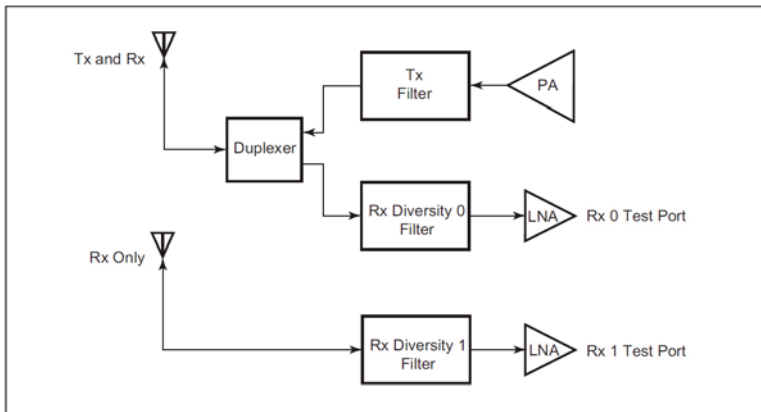 Tx and Rx
Tx
Filter
PA
Duplexer
Rx Diversity 0
Filter
LNA
Rx 0 Test Port
Rx Only
Rx Diversity 1
Filter
LNA
Rx 1 Test Port